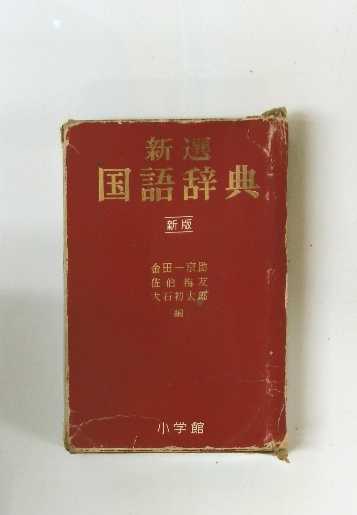 新選
国語辞典
新版
金田一京助
佐伯梅友
大石初太郎
編
小学館